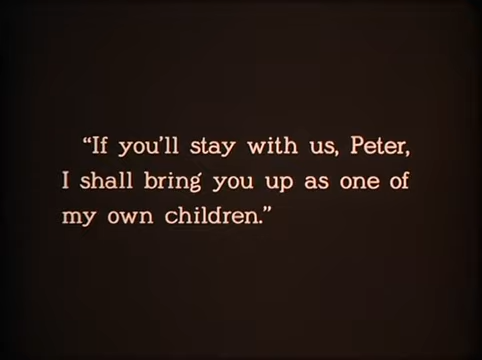 “If you’ll stay with us, Peter,
I shall bring you up as one of
my own children.”